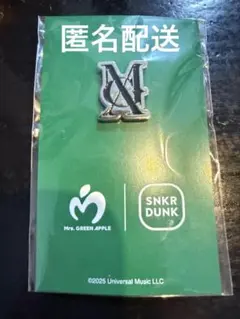 匿名配送
Mrs. GREEN APPLE
SNKR
DUNK
©2025 Universal Music LLC